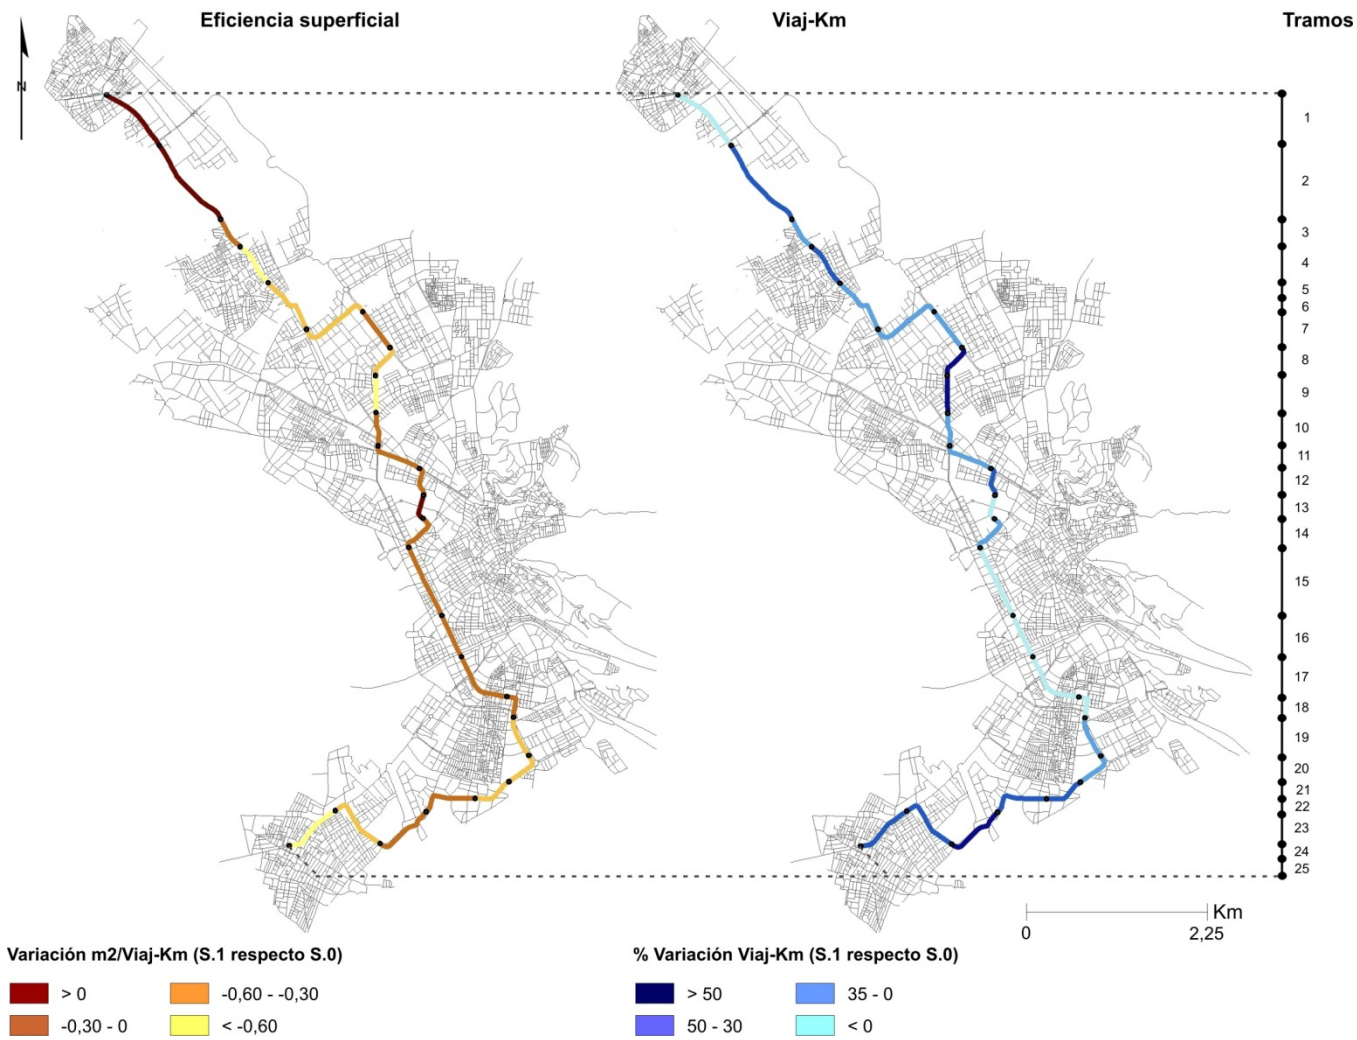 Eficiencia superficial
Viaj-Km
Tramos
N
1
2
3
4
5
6
7
8
9
10
11
12
13
14
15
16
17
18
19
20
21
22
23
24
25
Km
0
2,25
Variación m2/Viaj-Km (S.1 respecto S.0)
> 0
-0,60 - -0,30
-0,30 - 0
< -0,60
% Variación Viaj-Km (S.1 respecto S.0)
> 50
35 - 0
50 - 30
< 0